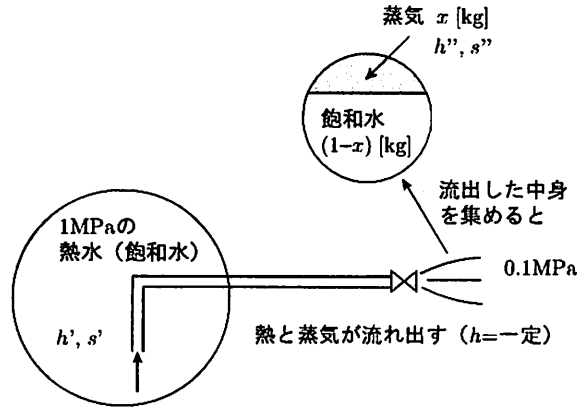 蒸気 x [kg]
h”, s”
飽和水
(1−x) [kg]
流出した中身
を集めると
1MPaの
熱水（飽和水）
0.1MPa
h’, s’
熱と蒸気が流れ出す（h=一定）